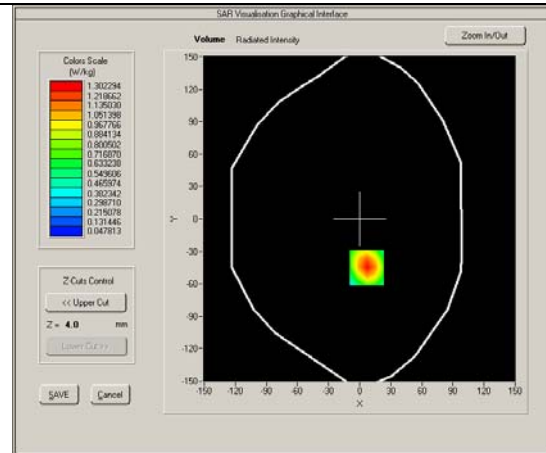 SAR Visualisation Graphical Interface
Volume Radiated Intensity
Zoom In/Out
Colors Scale
(W/kg)
1.302294
1.218662
1.135030
1.051398
0.967766
0.884134
0.800502
0.716870
0.633238
0.549606
0.465974
0.382342
0.298710
0.215078
0.131446
0.047813
Z-Cuts Control
<< Upper Cut
Z = 4.0 mm
Lower Cut >>
SAVE Cancel
150-
120-
90-
60-
30-
Y 0-
-30-
-60-
-90-
-120-
-150-
-150 -120 -90 -60 -30 0 30 60 90 120 150
X